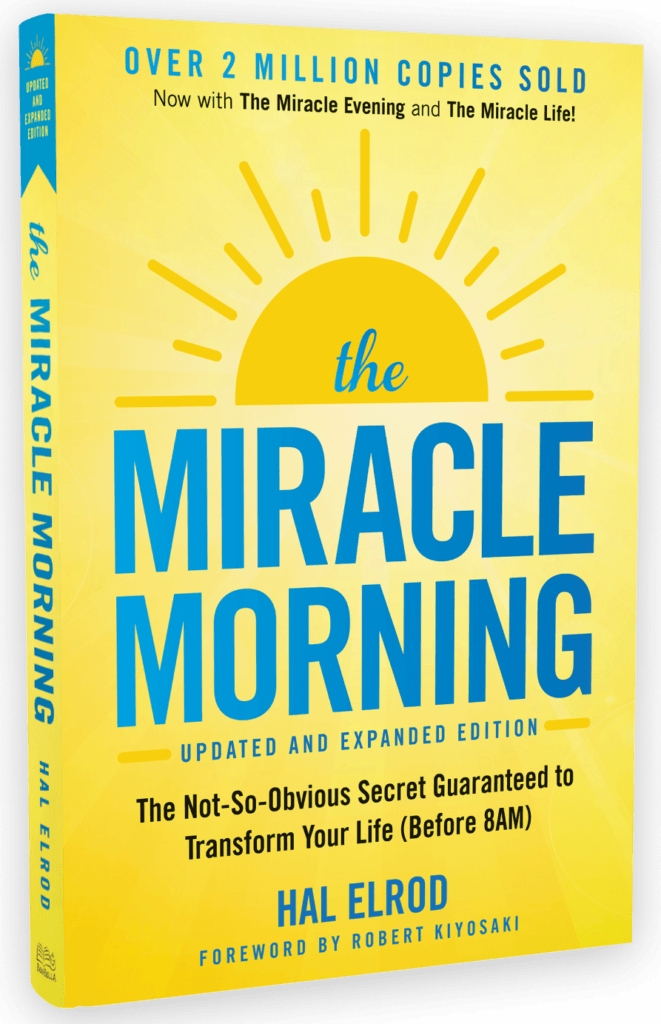 OVER 2 MILLION COPIES SOLD
Now with The Miracle Evening and The Miracle Life!
the
MIRACLE
MORNING
UPDATED AND EXPANDED EDITION
The Not-So-Obvious Secret Guaranteed to
Transform Your Life (Before 8AM)
HAL ELROD
FOREWORD BY ROBERT KIYOSAKI
UPDATED
AND
EXPANDED
EDITION
the MIRACLE MORNING
HAL ELROD
BENBELLA